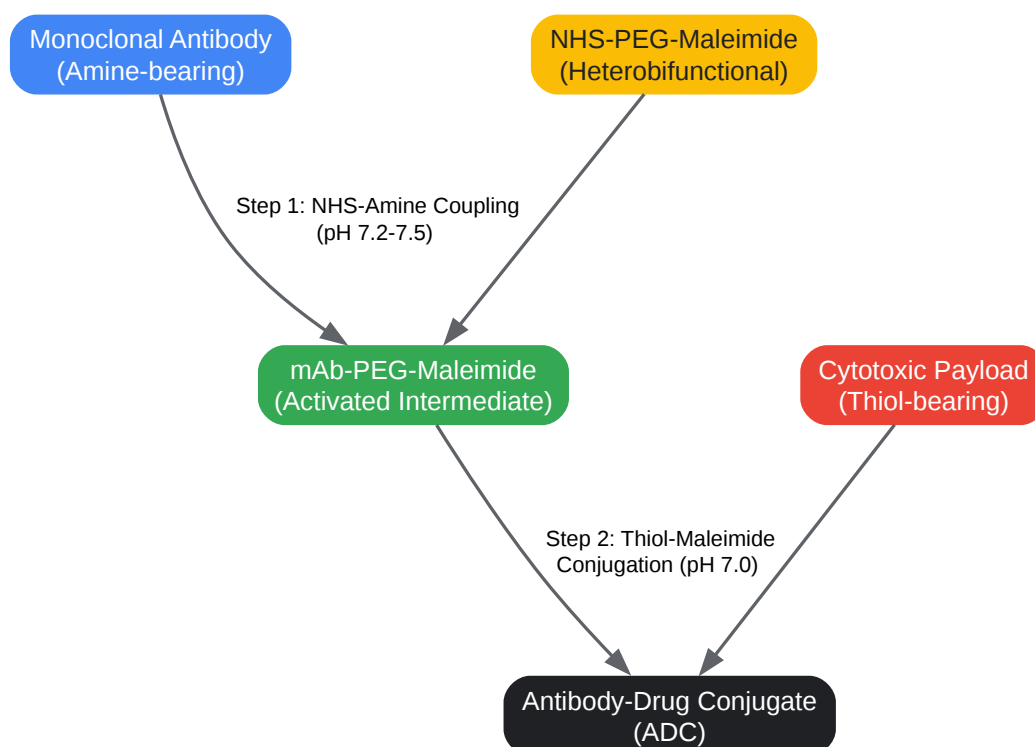 Monoclonal Antibody
(Amine-bearing)
NHS-PEG-Maleimide
(Heterobifunctional)
Step 1: NHS-Amine Coupling
(pH 7.2-7.5)
mAb-PEG-Maleimide
(Activated Intermediate)
Cytotoxic Payload
(Thiol-bearing)
Step 2: Thiol-Maleimide
Conjugation (pH 7.0)
Antibody-Drug Conjugate
(ADC)